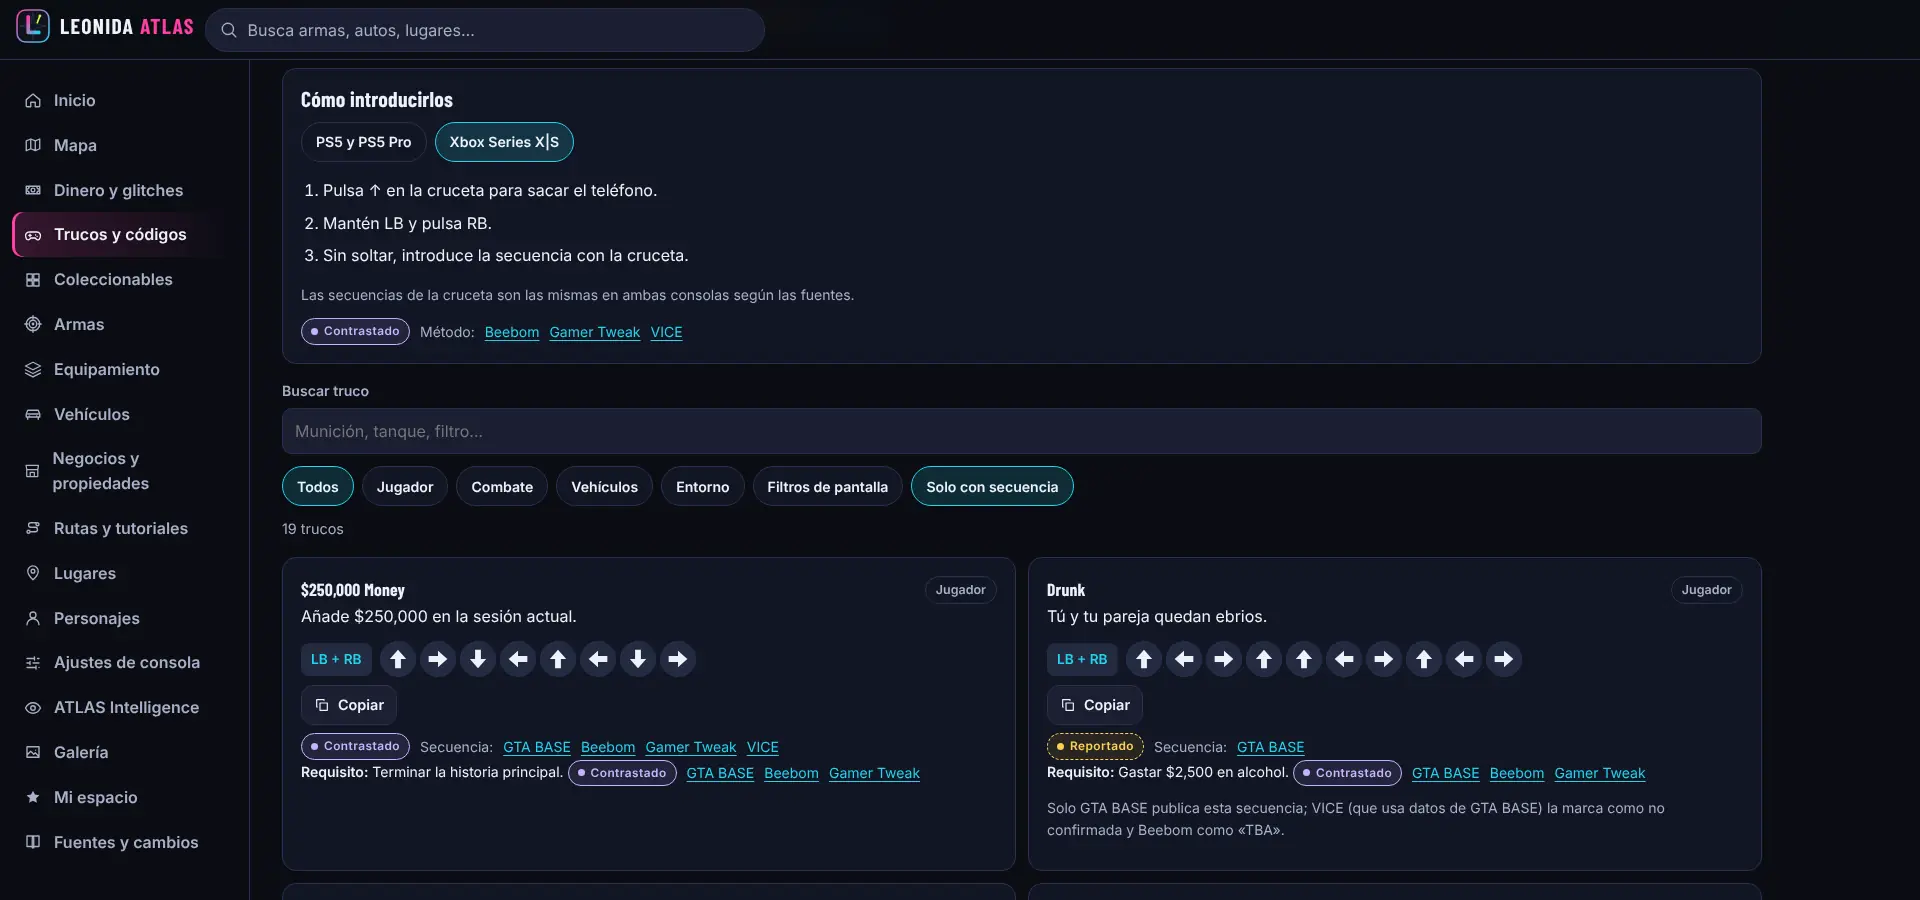 LEONIDA ATLAS
Busca armas, autos, lugares...
Inicio
Mapa
Dinero y glitches
Trucos y códigos
Coleccionables
Armas
Equipamiento
Vehículos
Negocios y
propiedades
Rutas y tutoriales
Lugares
Personajes
Ajustes de consola
ATLAS Intelligence
Galería
Mi espacio
Fuentes y cambios
Cómo introducirlos
PS5 y PS5 Pro
Xbox Series X|S
1. Pulsa ↑ en la cruceta para sacar el teléfono.
2. Mantén LB y pulsa RB.
3. Sin soltar, introduce la secuencia con la cruceta.
Las secuencias de la cruceta son las mismas en ambas consolas según las fuentes.
Contrastado Método: Beebom Gamer Tweak VICE
Buscar truco
Munición, tanque, filtro...
Todos Jugador Combate Vehículos Entorno Filtros de pantalla Solo con secuencia
19 trucos
$250,000 Money Jugador
Añade $250,000 en la sesión actual.
LB + RB ↑ → ↓ ← ↑ ← ↓ →
Copiar
Contrastado Secuencia: GTA BASE Beebom Gamer Tweak VICE
Requisito: Terminar la historia principal. Contrastado GTA BASE Beebom Gamer Tweak
Drunk Jugador
Tú y tu pareja quedan ebrios.
LB + RB ↑ ← → ↑ ↑ ← → ↑ ← →
Copiar
Reportado Secuencia: GTA BASE
Requisito: Gastar $2,500 en alcohol. Contrastado GTA BASE Beebom Gamer Tweak
Solo GTA BASE publica esta secuencia; VICE (que usa datos de GTA BASE) la marca como no
confirmada y Beebom como «TBA».